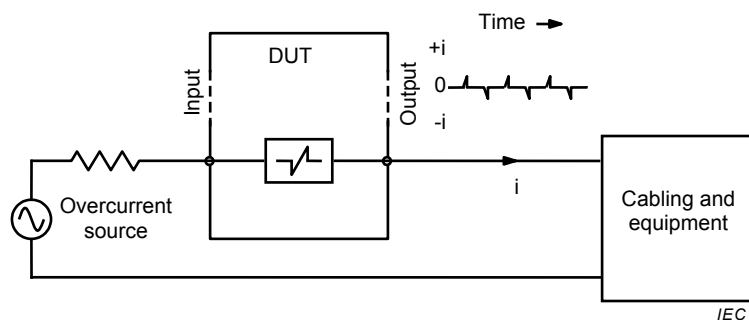 Time
DUT
+i
Input
Output
0
-i
Overcurrent
source
i
Cabling and
equipment
IEC